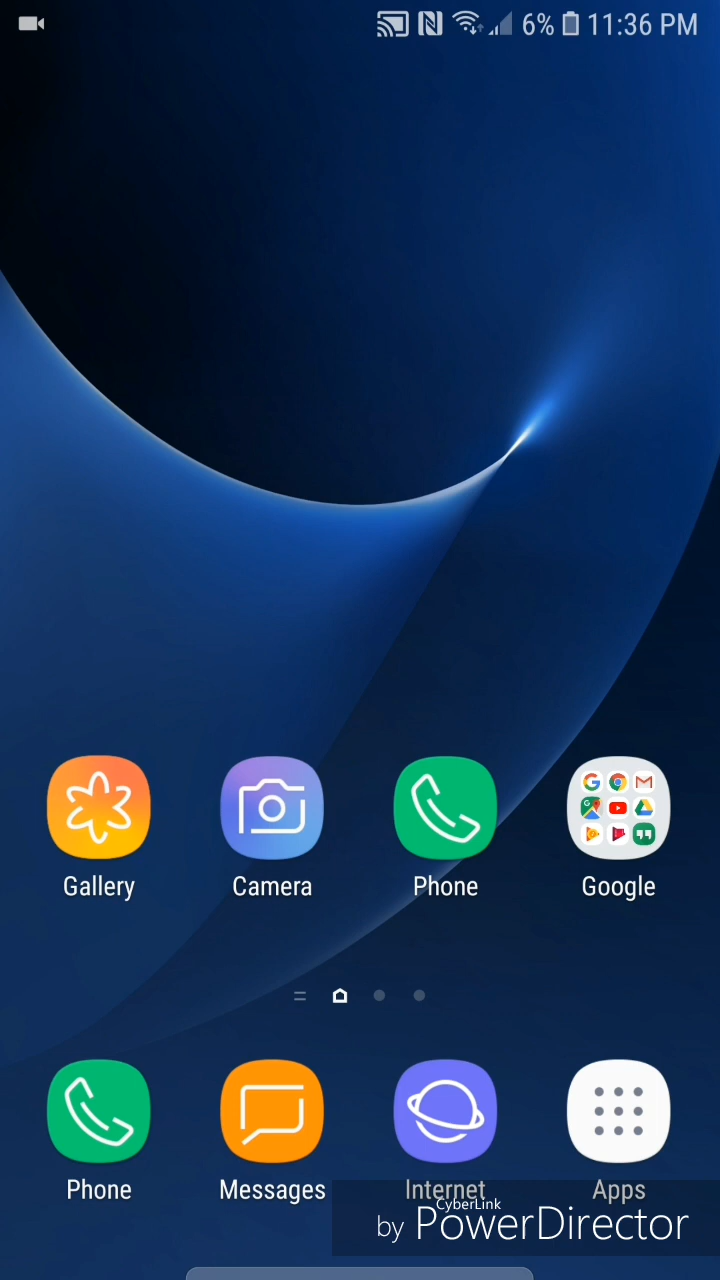 6% 11:36 PM
Gallery Camera Phone Google
Phone Messages Internet Apps
CyberLink
by PowerDirector